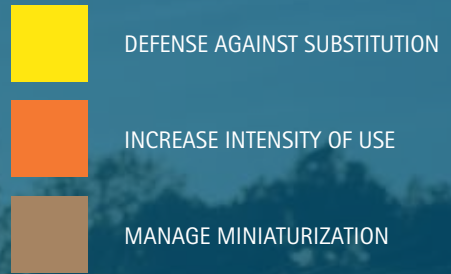 DEFENSE AGAINST SUBSTITUTION
INCREASE INTENSITY OF USE
MANAGE MINIATURIZATION